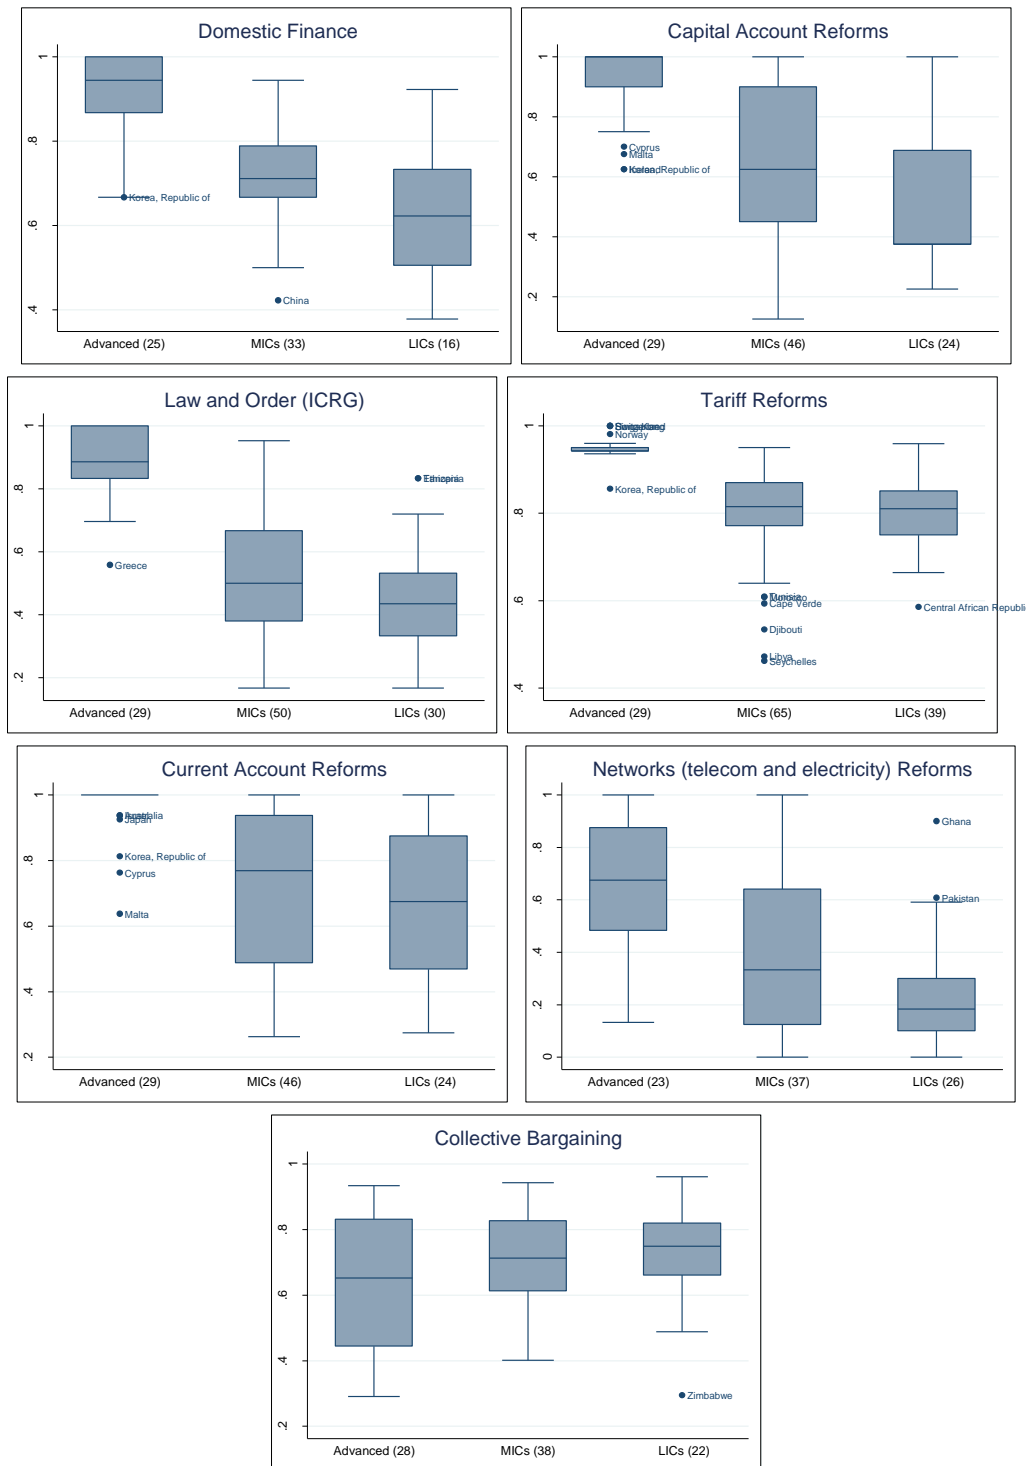 Domestic Finance
1
.8
.6
.4
Korea, Republic of
China
Advanced (25)
MICs (33)
LICs (16)
Capital Account Reforms
1
.8
.6
.4
.2
Cyprus
Malta
Korea, Republic of
Advanced (29)
MICs (46)
LICs (24)
Law and Order (ICRG)
1
.8
.6
.4
.2
Greece
Advanced (29)
MICs (50)
LICs (30)
Tariff Reforms
1
.8
.6
.4
Norway
Korea, Republic of
Cape Verde
Djibouti
Libya
Seychelles
Central African Republi
Advanced (29)
MICs (65)
LICs (39)
Current Account Reforms
1
.8
.6
.4
.2
Japan
Korea, Republic of
Cyprus
Malta
Advanced (29)
MICs (46)
LICs (24)
Networks (telecom and electricity) Reforms
1
.8
.6
.4
.2
0
Ghana
Pakistan
Advanced (23)
MICs (37)
LICs (26)
Collective Bargaining
1
.8
.6
.4
.2
Zimbabwe
Advanced (28)
MICs (38)
LICs (22)